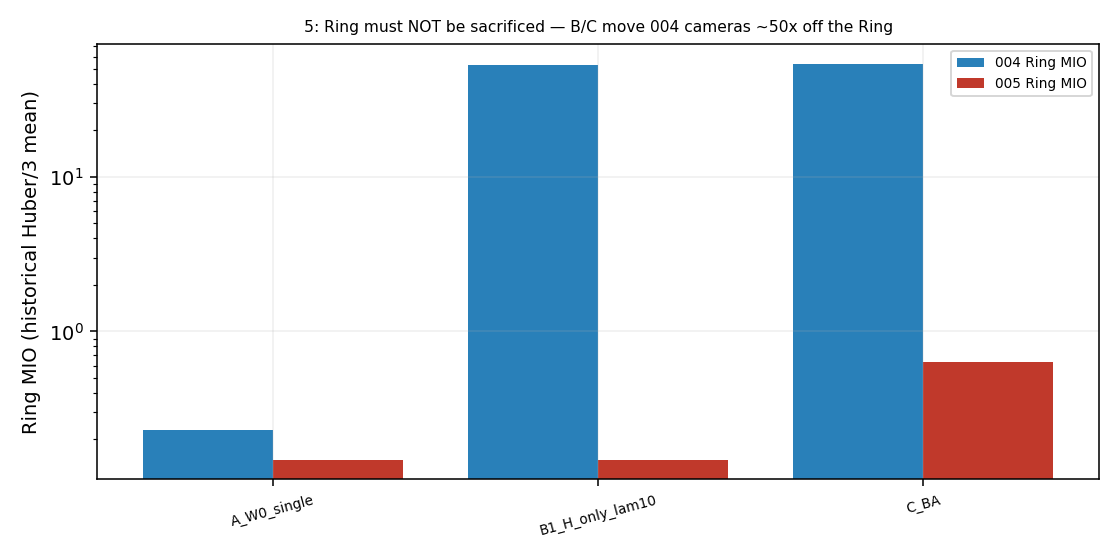 5: Ring must NOT be sacrificed — B/C move 004 cameras ~50x off the Ring
004 Ring MIO
005 Ring MIO
Ring MIO (historical Huber/3 mean)
10¹
10⁰
A_W0_single
B1_H_only_lam10
C_BA